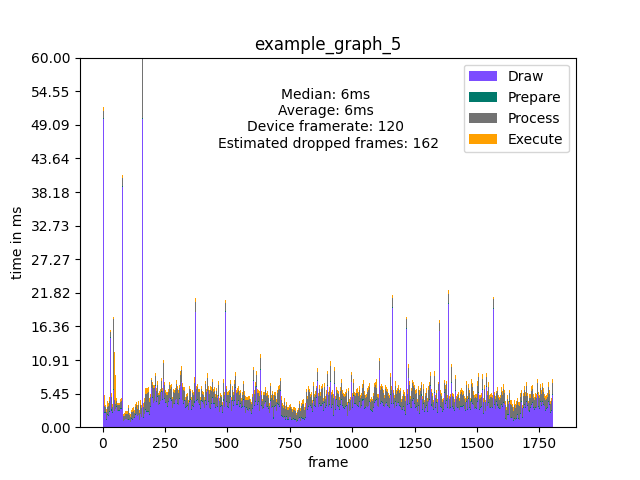 example_graph_5
60.00
54.55
49.09
43.64
38.18
32.73
27.27
21.82
16.36
10.91
5.45
0.00
time in ms
Median: 6ms
Average: 6ms
Device framerate: 120
Estimated dropped frames: 162
Draw
Prepare
Process
Execute
0 250 500 750 1000 1250 1500 1750
frame